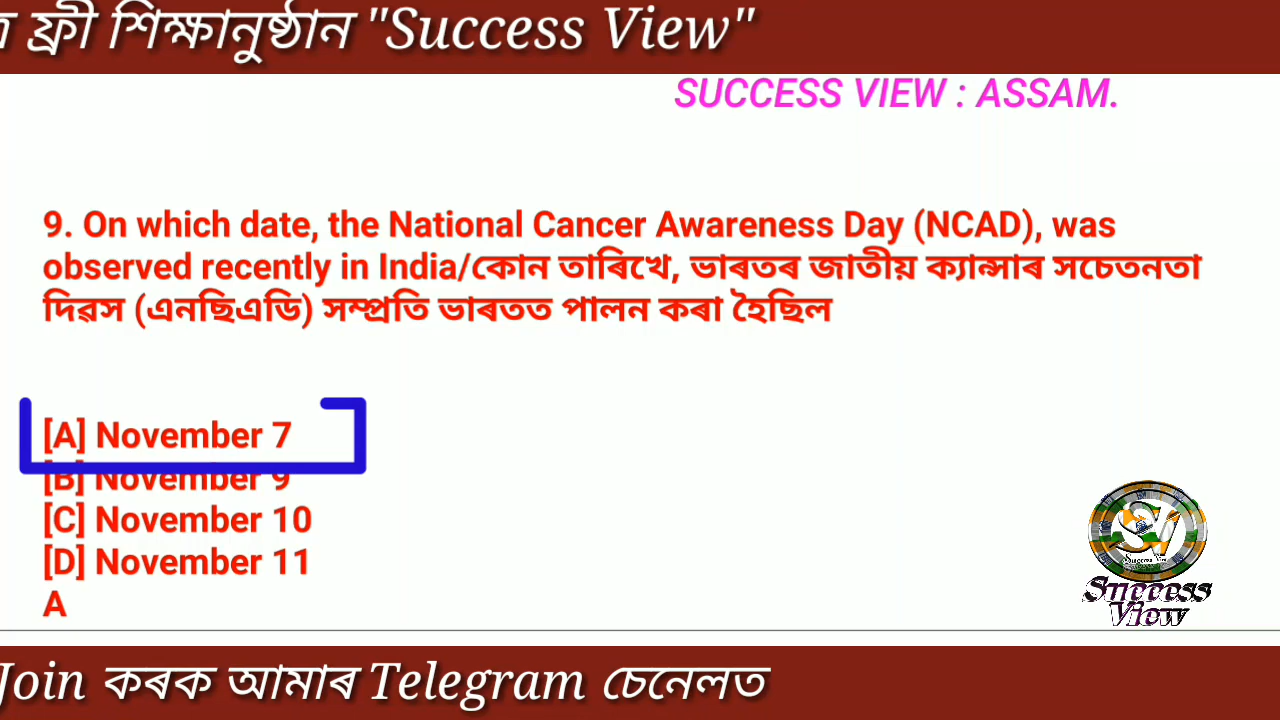 ফ্ৰী শিক্ষানুষ্ঠান "Success View"
SUCCESS VIEW : ASSAM.
9. On which date, the National Cancer Awareness Day (NCAD), was
observed recently in India/কোন তাৰিখে, ভাৰতৰ জাতীয় ক্যান্সাৰ সচেতনতা
দিৱস (এনছিএডি) সম্প্ৰতি ভাৰতত পালন কৰা হৈছিল
[A] November 7
[B] November 9
[C] November 10
[D] November 11
A
Success
View
Join কৰক আমাৰ Telegram চেনেলত